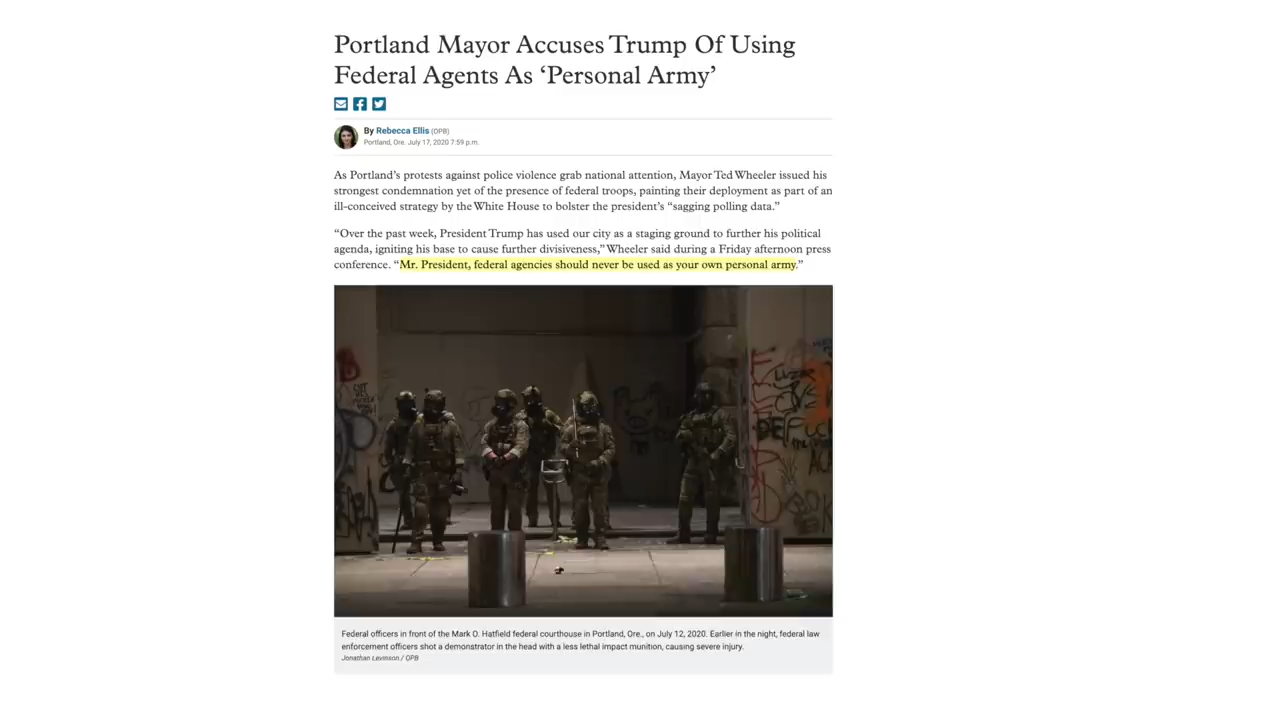 Portland Mayor Accuses Trump Of Using
Federal Agents As ‘Personal Army’
By Rebecca Ellis (OPB)
Portland, Ore. July 17, 2020 7:59 p.m.
As Portland’s protests against police violence grab national attention, Mayor Ted Wheeler issued his
strongest condemnation yet of the presence of federal troops, painting their deployment as part of an
ill-conceived strategy by the White House to bolster the president’s “sagging polling data.”
“Over the past week, President Trump has used our city as a staging ground to further his political
agenda, igniting his base to cause further divisiveness,” Wheeler said during a Friday afternoon press
conference. “Mr. President, federal agencies should never be used as your own personal army.”
Federal officers in front of the Mark O. Hatfield federal courthouse in Portland, Ore., on July 12, 2020. Earlier in the night, federal law
enforcement officers shot a demonstrator in the head with a less lethal impact munition, causing severe injury.
Jonathan Levinson / OPB